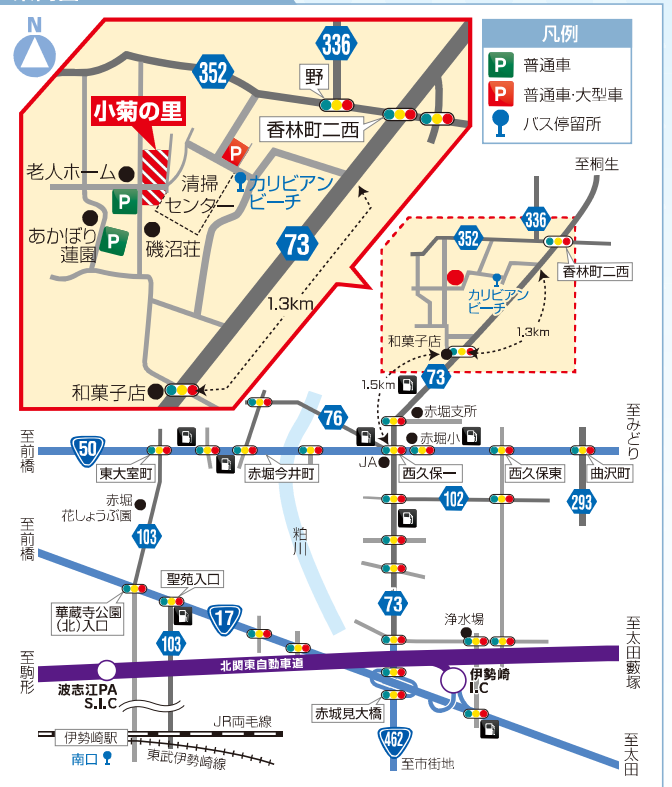 N
352
336
野
香林町二西
小菊の里
老人ホーム
P
清掃
センター
カリビアン
ビーチ
P
あかぼり
蓮園
P
磯沼荘
73
1.3km
和菓子店
凡例
P 普通車
P 普通車・大型車
バス停留所
至桐生
336
352
香林町二西
カリビアン
ビーチ
1.3km
和菓子店
73
1.5km
赤堀支所
76
赤堀小
至みどり
至前橋
50
東大室町
赤堀今井町
JA
西久保一
西久保東
曲沢町
102
293
赤堀
花しょうぶ園
粕川
至前橋
103
聖苑入口
華蔵寺公園
(北)入口
17
103
73
浄水場
至太田藪塚
至駒形
北関東自動車道
波志江PA
S.I.C
伊勢崎
I.C
赤城見大橋
JR両毛線
伊勢崎駅
南口
東武伊勢崎線
462
至市街地
至太田